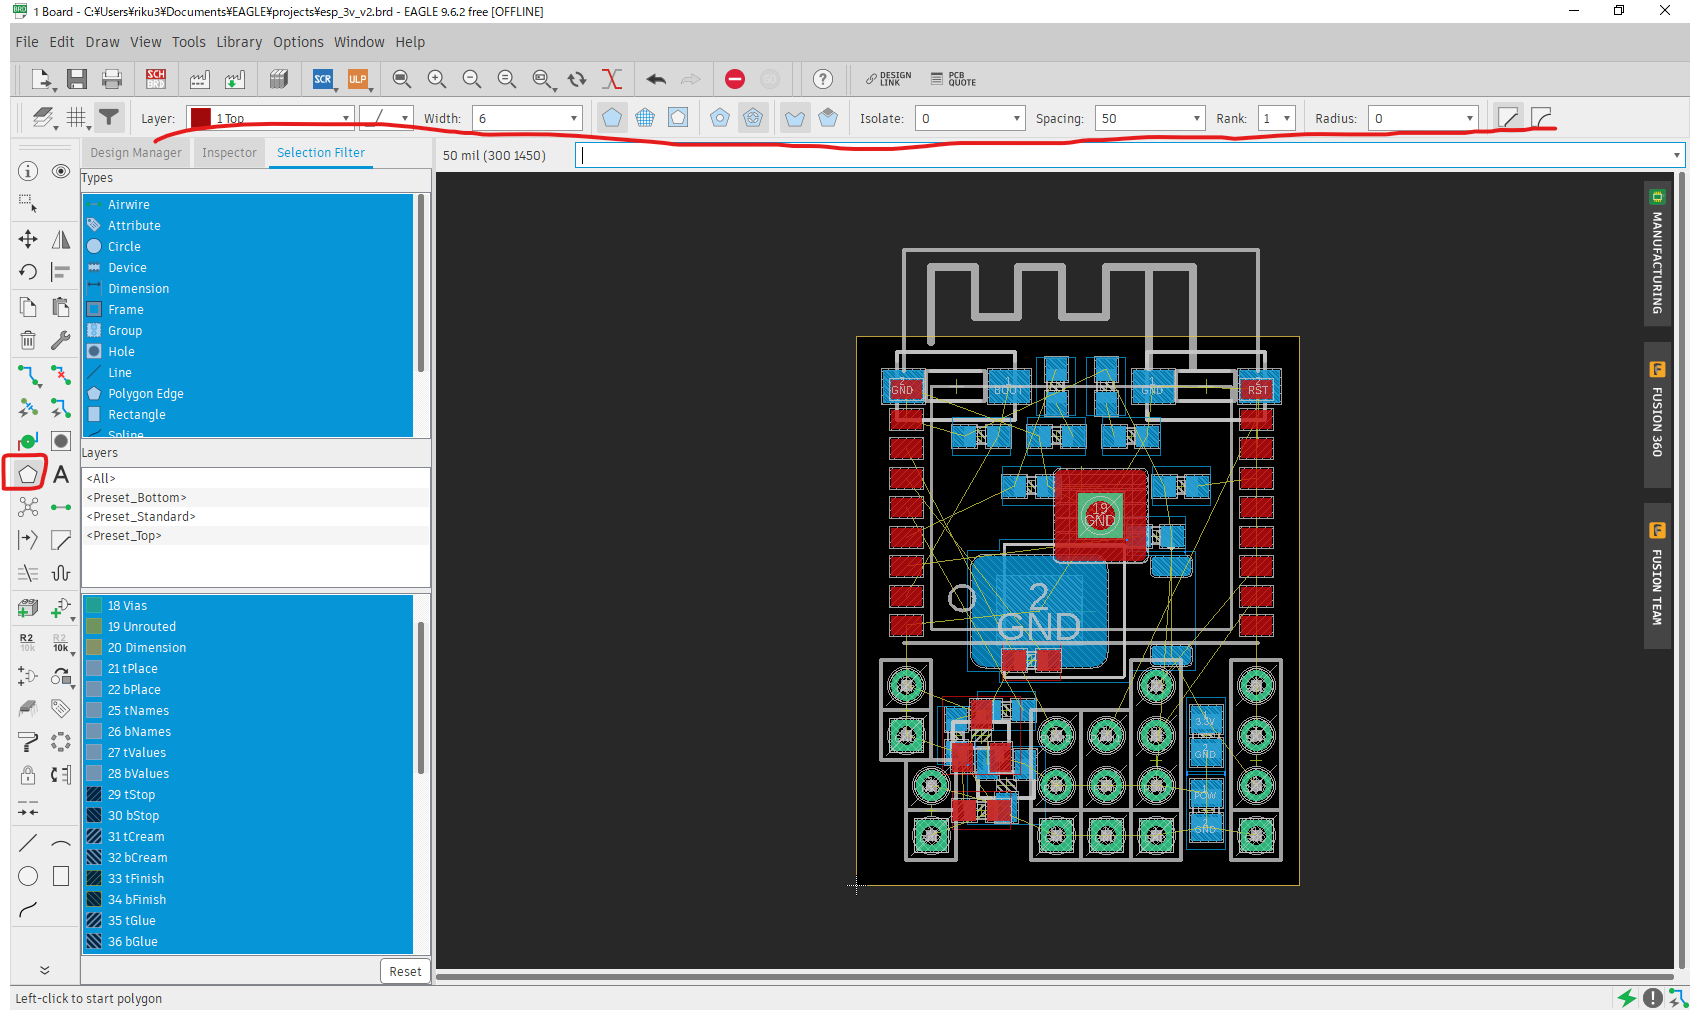 1 Board - C:¥Users¥riku3¥Documents¥EAGLE¥projects¥esp_3v_v2.brd - EAGLE 9.6.2 free [OFFLINE]
File Edit Draw View Tools Library Options Window Help
SCH
BRD
SCR
ULP
GO
?
DESIGN
LINK
PCB
QUOTE
Layer: 1 Top Width: 6 Isolate: 0 Spacing: 50 Rank: 1 Radius: 0
Design Manager Inspector Selection Filter
50 mil (300 1450)
Types
Airwire
Attribute
Circle
Device
Dimension
Frame
Group
Hole
Line
Polygon Edge
Rectangle
Spline
Layers
<All>
<Preset_Bottom>
<Preset_Standard>
<Preset_Top>
18 Vias
19 Unrouted
20 Dimension
21 tPlace
22 bPlace
25 tNames
26 bNames
27 tValues
28 bValues
29 tStop
30 bStop
31 tCream
32 bCream
33 tFinish
34 bFinish
35 tGlue
36 bGlue
Reset
R2
10k
R2
10k
A
MANUFACTURING
FUSION 360
FUSION TEAM
GND
BOOT
GND
RST
19
GND
2
GND
3.3V
GND
POW
GND
Left-click to start polygon